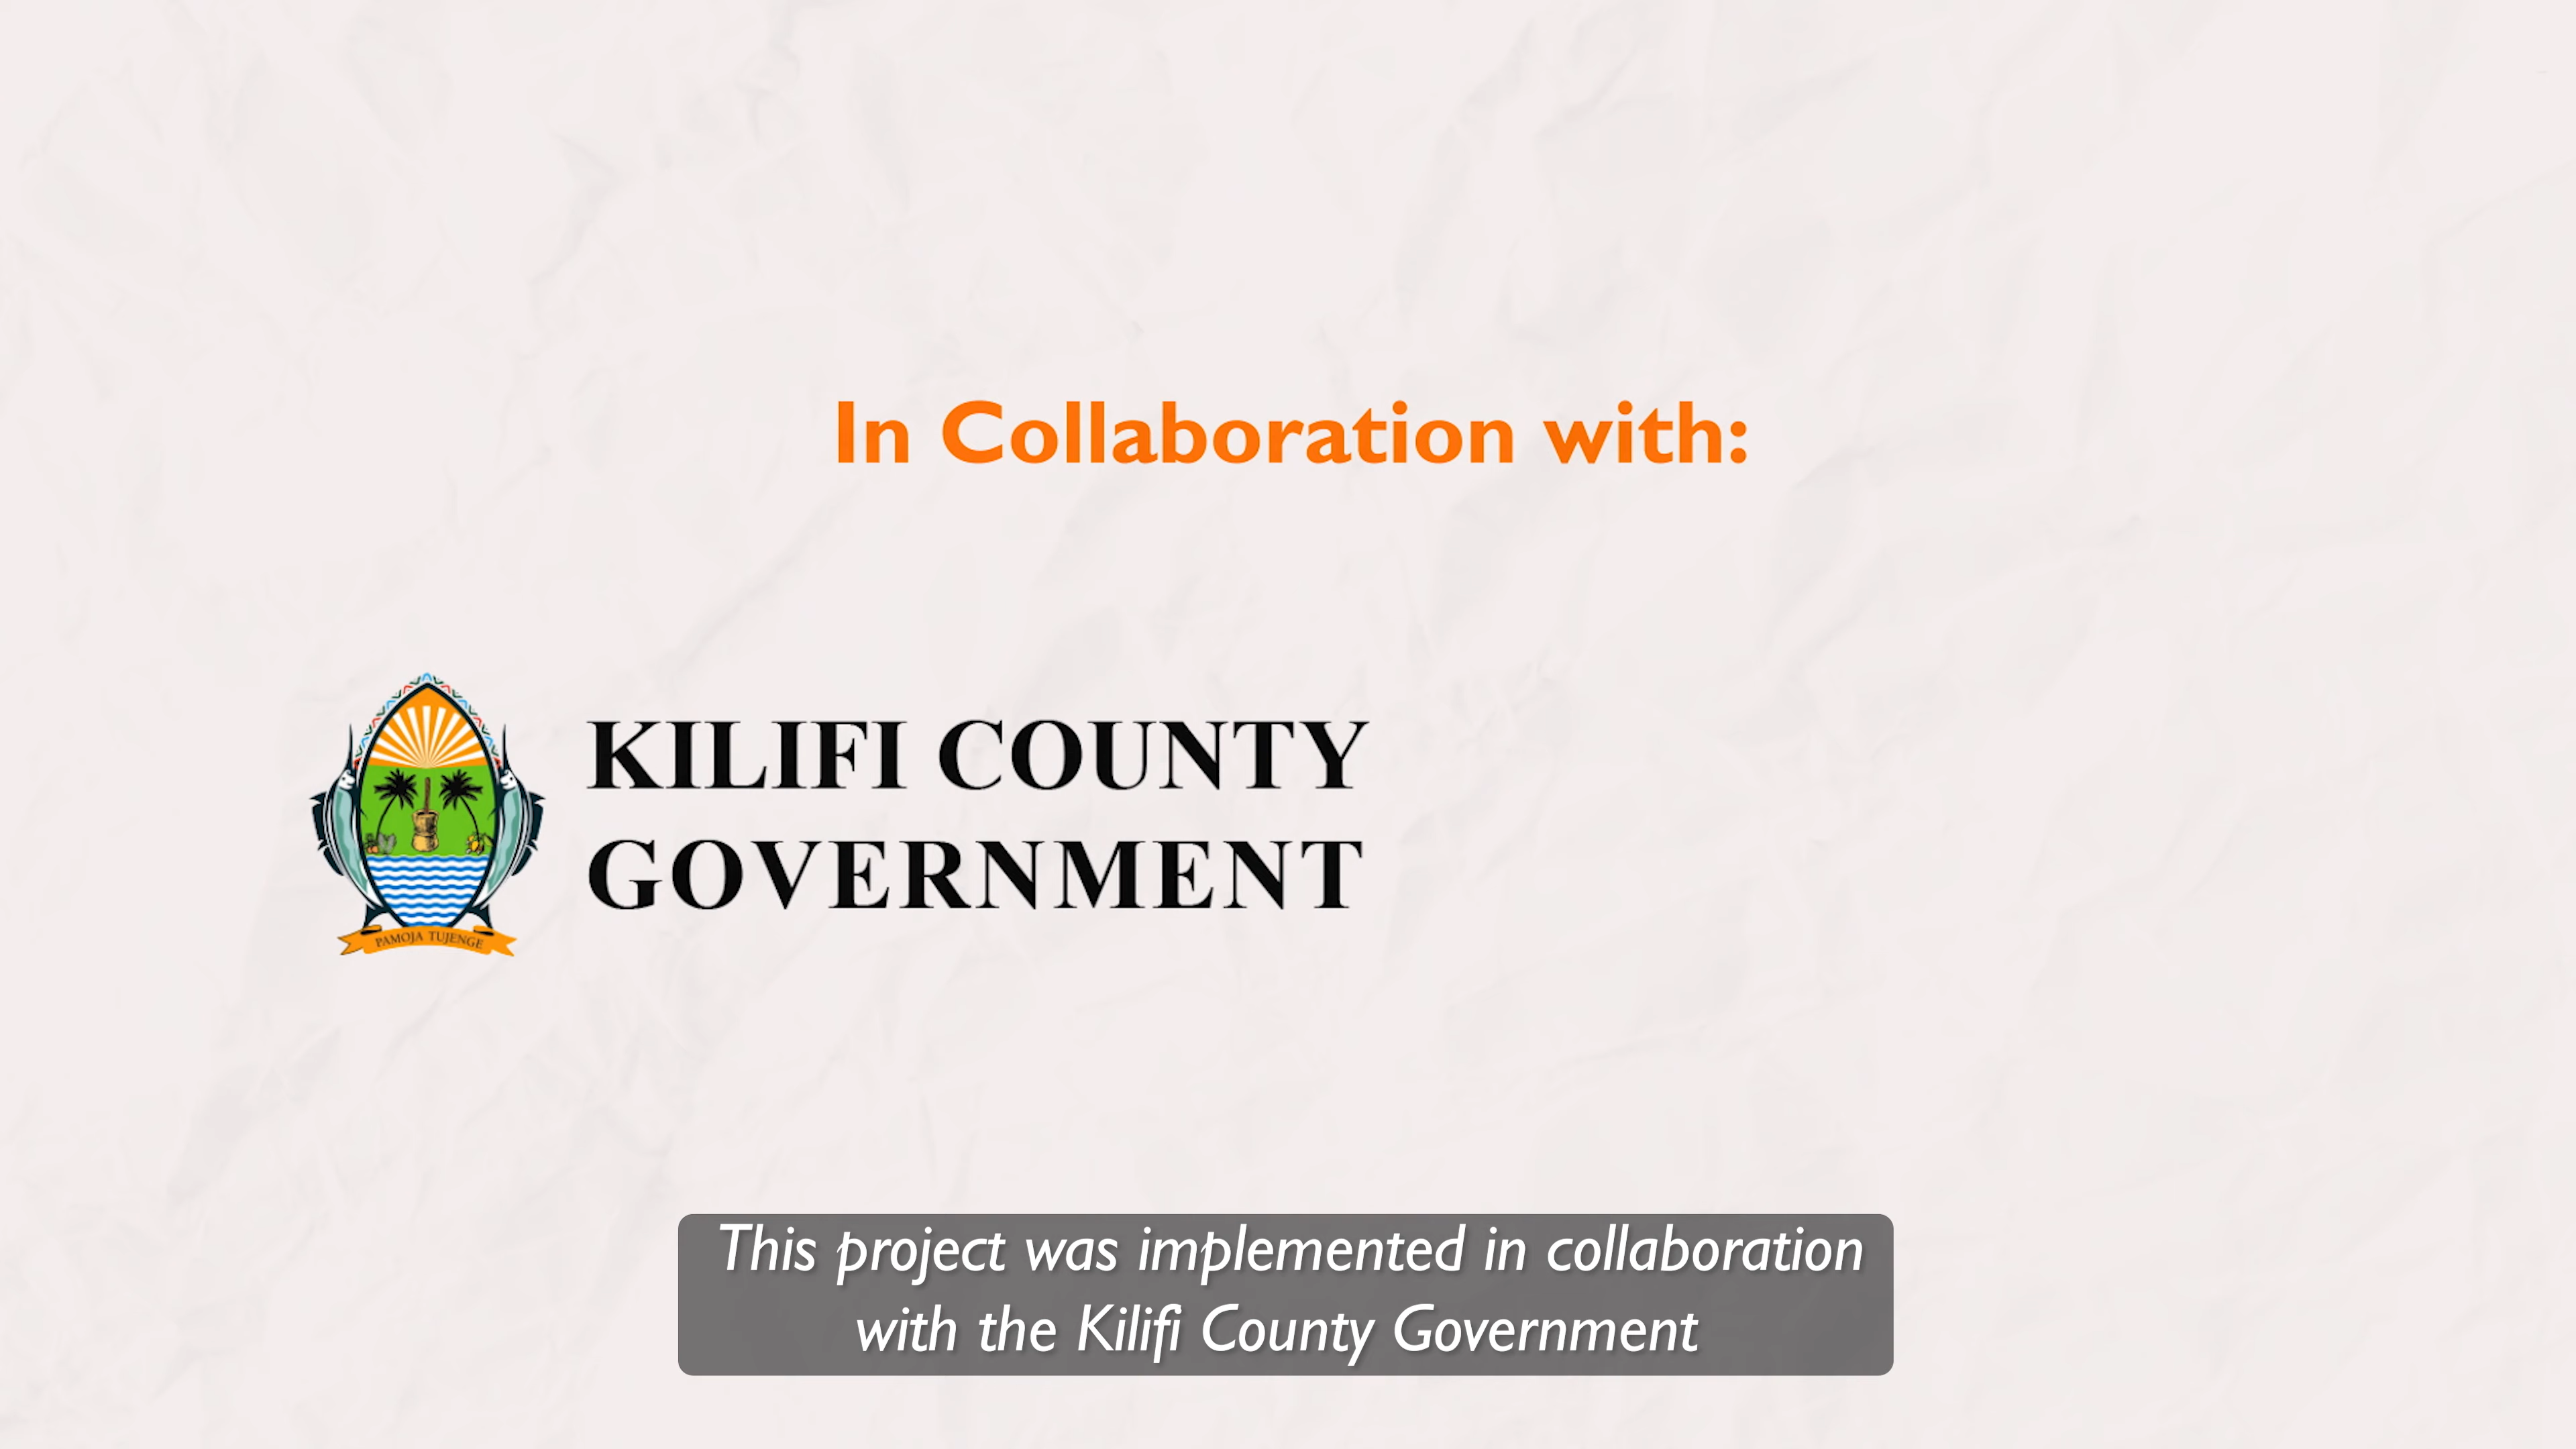 In Collaboration with:
KILIFI COUNTY
GOVERNMENT
PAMOJA TUJENGE
This project was implemented in collaboration
with the Kilifi County Government